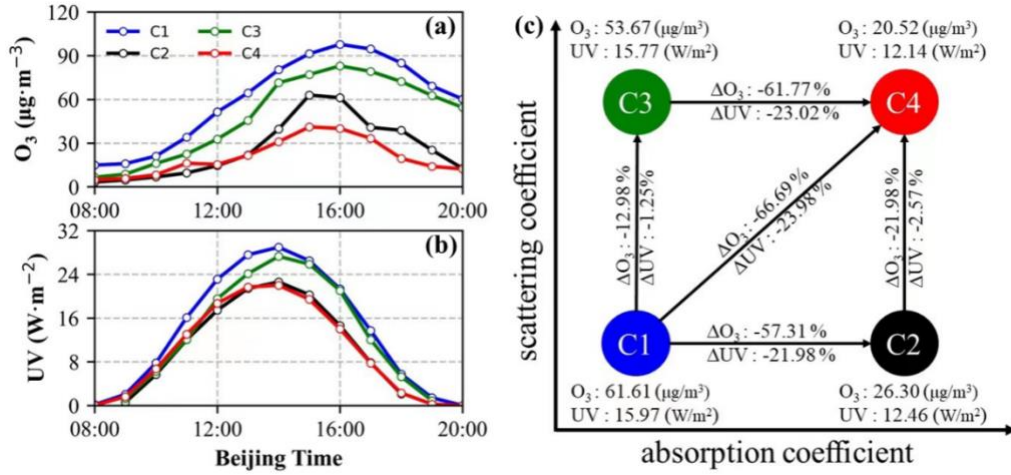 (a)
C1
C3
C2
C4
O₃ (μg·m⁻³)
120
90
60
30
0
08:00 12:00 16:00 20:00
(b)
UV (W·m⁻²)
32
24
16
8
0
08:00 12:00 16:00 20:00
Beijing Time
(c)
scattering coefficient
absorption coefficient
O₃ : 53.67 (μg/m³)
UV : 15.77 (W/m²)
O₃ : 20.52 (μg/m³)
UV : 12.14 (W/m²)
C3
ΔO₃ : -61.77%
ΔUV : -23.02%
C4
ΔO₃ : -12.98%
ΔUV : -1.25%
ΔO₃ : -66.69%
ΔUV : -23.98%
ΔO₃ : -21.98%
ΔUV : -2.57%
C1
ΔO₃ : -57.31%
ΔUV : -21.98%
C2
O₃ : 61.61 (μg/m³)
UV : 15.97 (W/m²)
O₃ : 26.30 (μg/m³)
UV : 12.46 (W/m²)